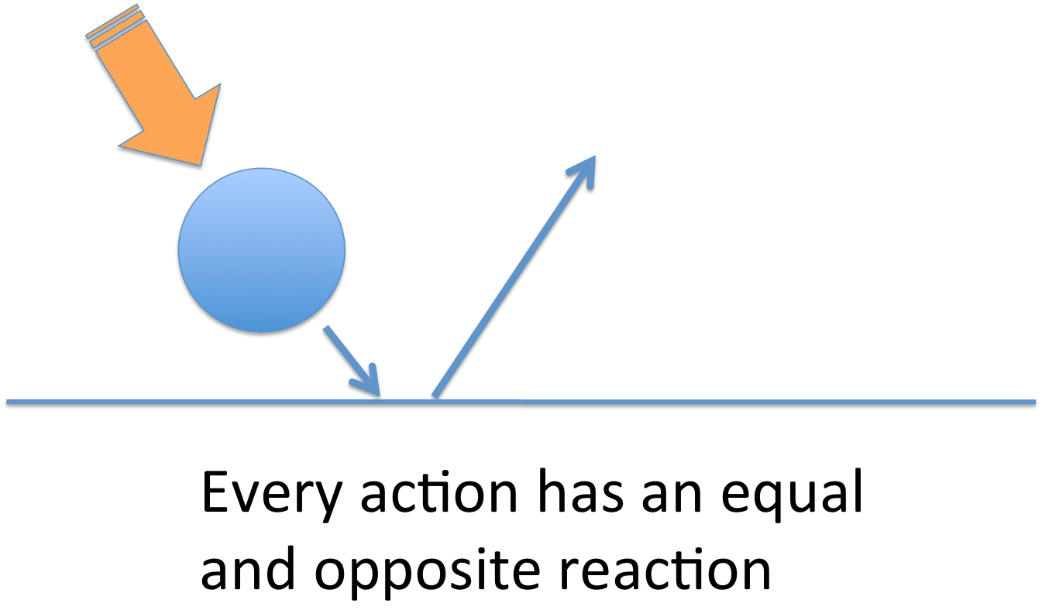 Every action has an equal
and opposite reaction